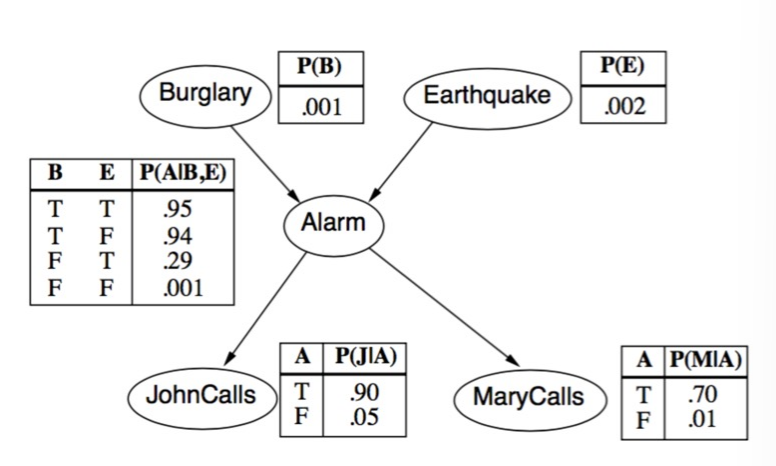 Burglary
P(B)
.001
Earthquake
P(E)
.002
B E P(A|B,E)
T T .95
T F .94
F T .29
F F .001
Alarm
JohnCalls
A P(J|A)
T .90
F .05
MaryCalls
A P(M|A)
T .70
F .01